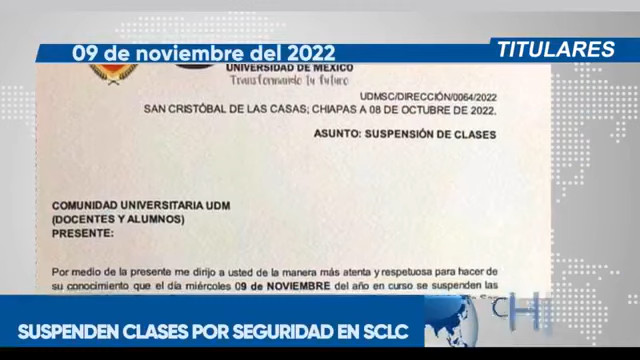 09 de noviembre del 2022
TITULARES
UNIVERSIDAD DE MÉXICO
Transformando tu futuro
UDMSC/DIRECCIÓN/0064/2022
SAN CRISTÓBAL DE LAS CASAS; CHIAPAS A 08 DE OCTUBRE DE 2022.
ASUNTO: SUSPENSIÓN DE CLASES
COMUNIDAD UNIVERSITARIA UDM
(DOCENTES Y ALUMNOS)
PRESENTE:
Por medio de la presente me dirijo a usted de la manera más atenta y respetuosa para hacer de
su conocimiento que el día miércoles 09 de NOVIEMBRE del año en curso se suspenden las
SUSPENDEN CLASES POR SEGURIDAD EN SCLC